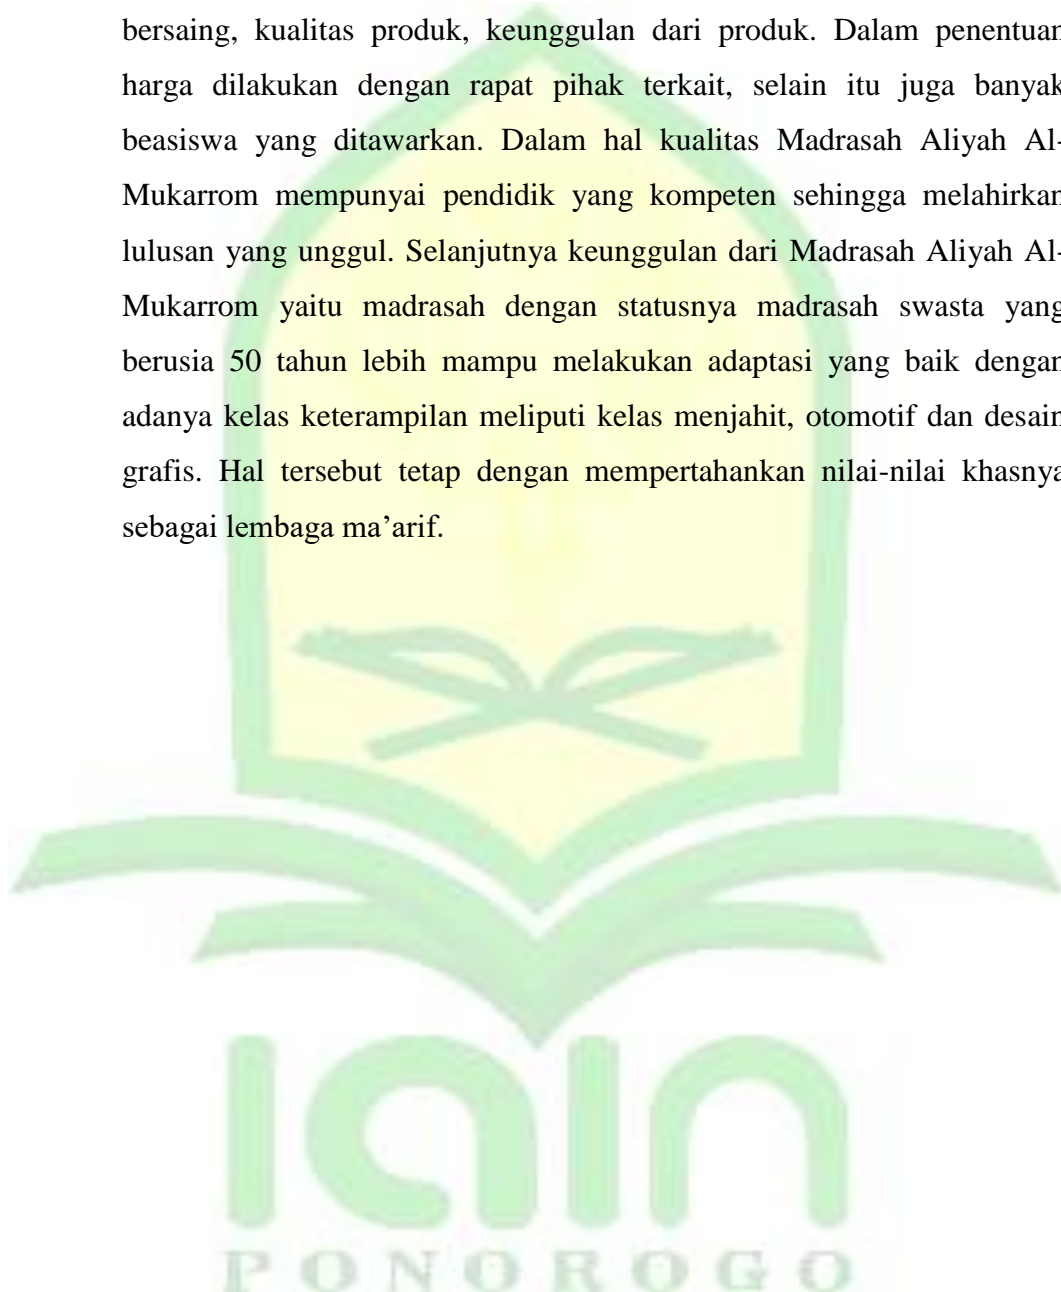 bersaing, kualitas produk, keunggulan dari produk. Dalam penentuan
harga dilakukan dengan rapat pihak terkait, selain itu juga banyak
beasiswa yang ditawarkan. Dalam hal kualitas Madrasah Aliyah Al-
Mukarrom mempunyai pendidik yang kompeten sehingga melahirkan
lulusan yang unggul. Selanjutnya keunggulan dari Madrasah Aliyah Al-
Mukarrom yaitu madrasah dengan statusnya madrasah swasta yang
berusia 50 tahun lebih mampu melakukan adaptasi yang baik dengan
adanya kelas keterampilan meliputi kelas menjahit, otomotif dan desain
grafis. Hal tersebut tetap dengan mempertahankan nilai-nilai khasnya
sebagai lembaga ma’arif.
iain
PONOROGO